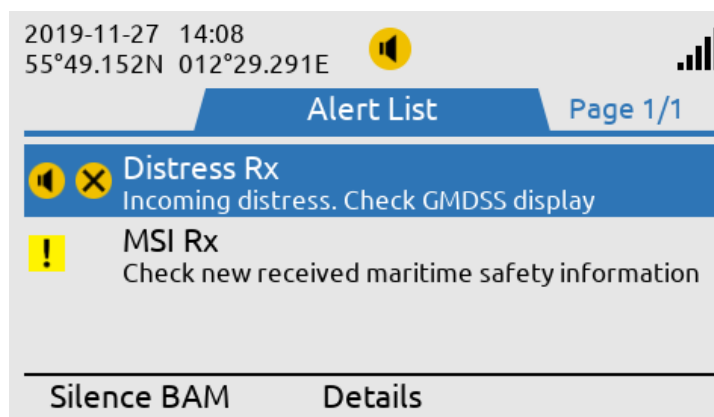 2019-11-27 14:08
55°49.152N 012°29.291E
Alert List Page 1/1
Distress Rx
Incoming distress. Check GMDSS display
! MSI Rx
Check new received maritime safety information
Silence BAM Details